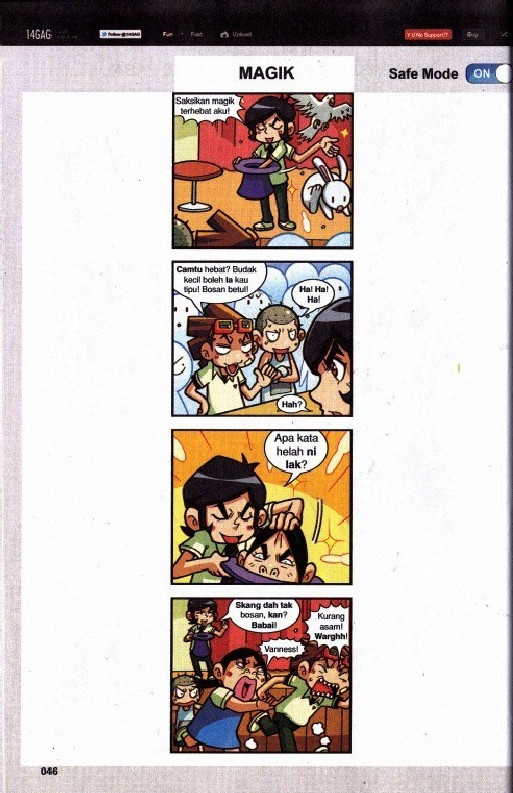 14GAG
Follow @14GAG
Fun
Fast
Upload
Y U No Support!?
MAGIK
Safe Mode
ON
Saksikan magik
terhebat aku!
Camtu hebat? Budak
kecil boleh lla kau
tipu! Bosan betul!
Ha! Ha!
Ha!
Hah?
Apa kata
helah ni
lak?
Skang dah tak
bosan, kan?
Babai!
Kurang
asam!
Warghh!
Vanness!
046